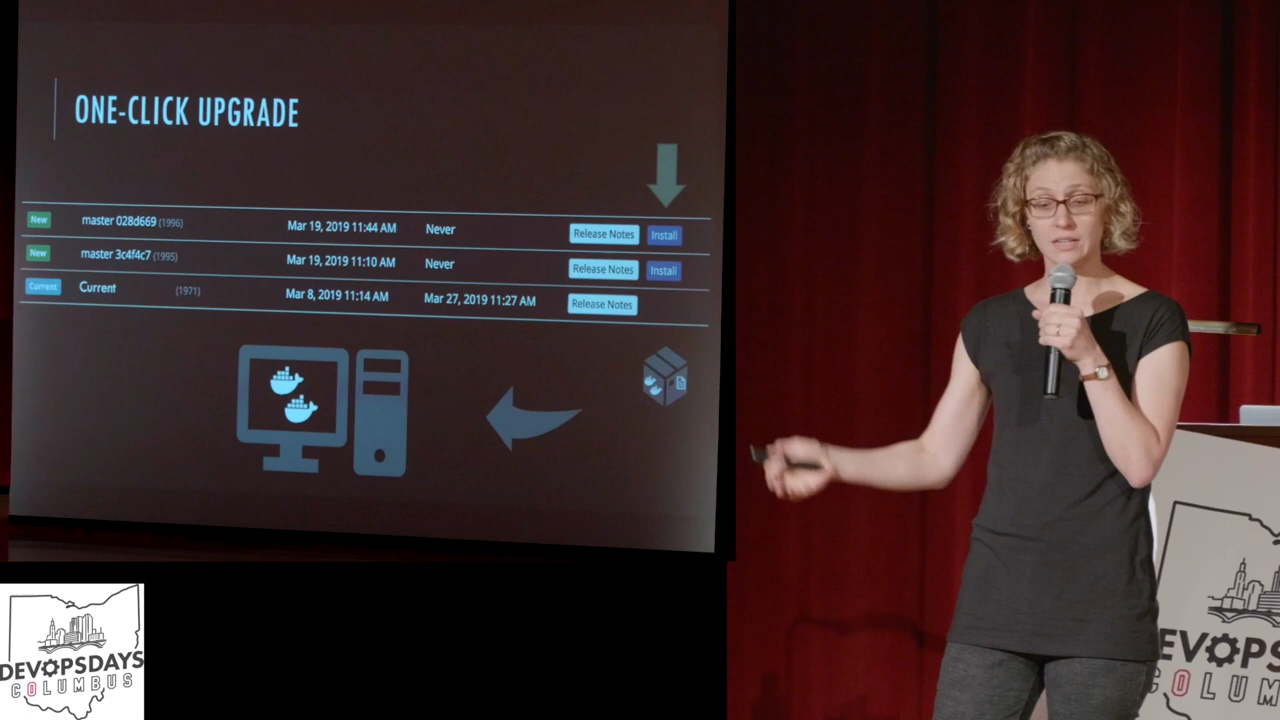 ONE-CLICK UPGRADE
New master 028d669 (1996) Mar 19, 2019 11:44 AM Never Release Notes Install
New master 3c4f4c7 (1995) Mar 19, 2019 11:10 AM Never Release Notes Install
Current Current (1971) Mar 8, 2019 11:14 AM Mar 27, 2019 11:27 AM Release Notes
DEVOPSDAYS
COLUMBUS
EVOPS
COLUM